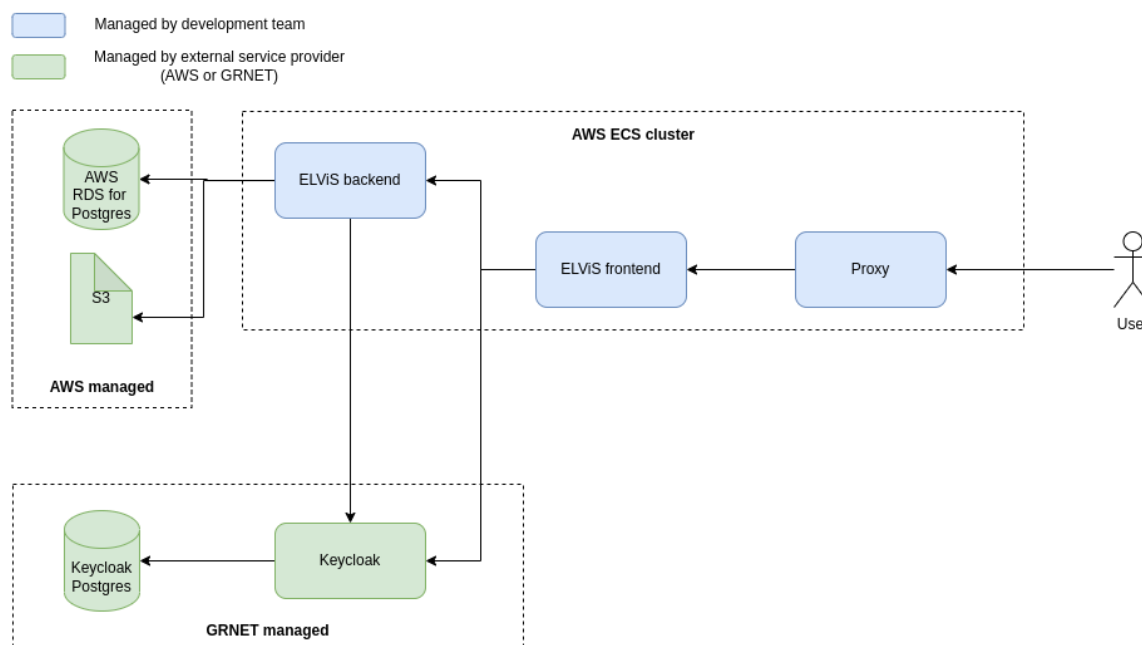 Managed by development team
Managed by external service provider
(AWS or GRNET)
AWS ECS cluster
ELViS backend
AWS
RDS for
Postgres
S3
AWS managed
ELViS frontend
Proxy
Use
Keycloak
Postgres
Keycloak
GRNET managed